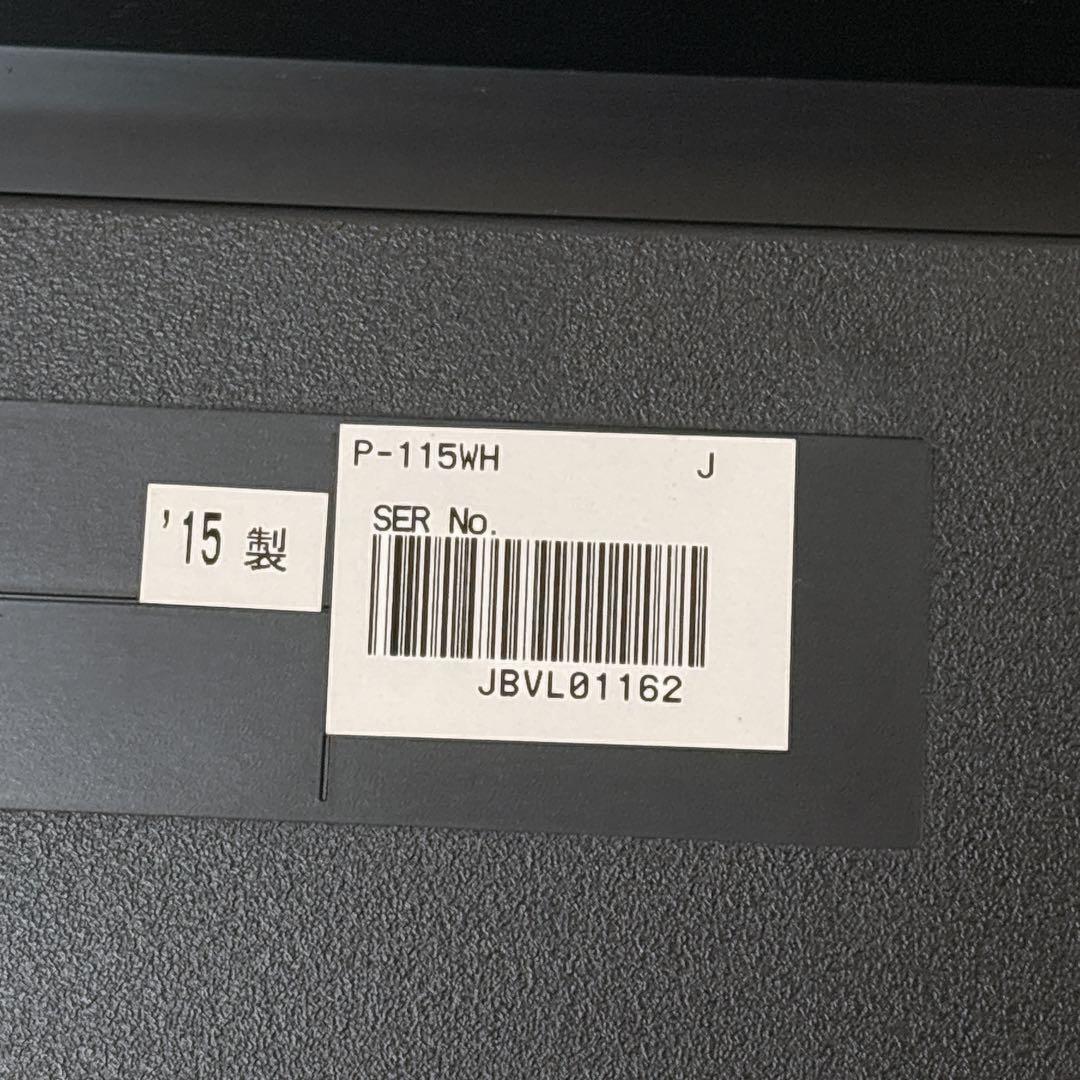 P-115WH J
'15 製
SER No.
JBVL01162